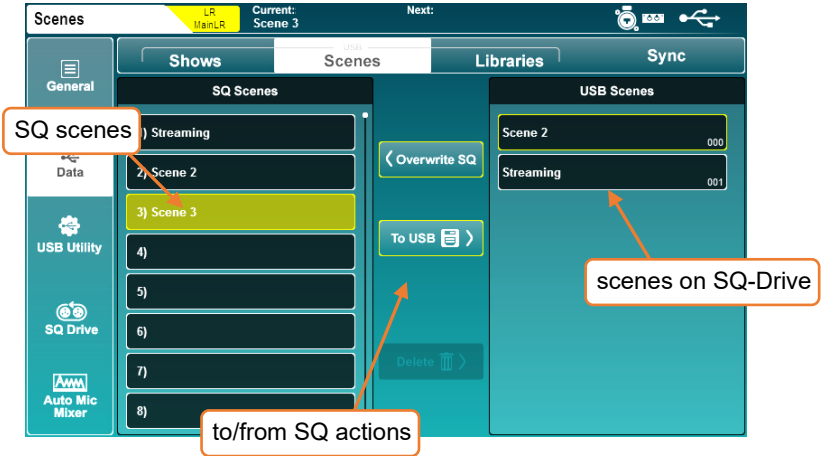 Scenes
LR
MainLR
Current:
Scene 3
Next:
General
Data
USB Utility
SQ Drive
Auto Mic
Mixer
USB
Shows
Scenes
Libraries
Sync
SQ Scenes
) Streaming
2) Scene 2
3) Scene 3
4)
5)
6)
7)
8)
Overwrite SQ
To USB
Delete
USB Scenes
Scene 2
000
Streaming
001
SQ scenes
scenes on SQ-Drive
to/from SQ actions